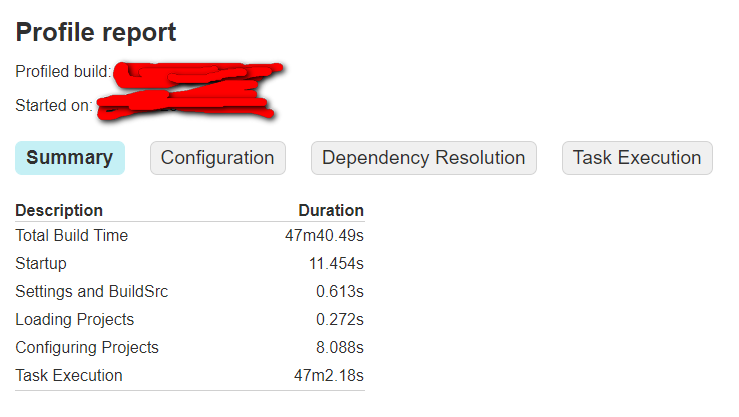 Profile report
Profiled build:
Started on:
Summary Configuration Dependency Resolution Task Execution
Description Duration
Total Build Time 47m40.49s
Startup 11.454s
Settings and BuildSrc 0.613s
Loading Projects 0.272s
Configuring Projects 8.088s
Task Execution 47m2.18s